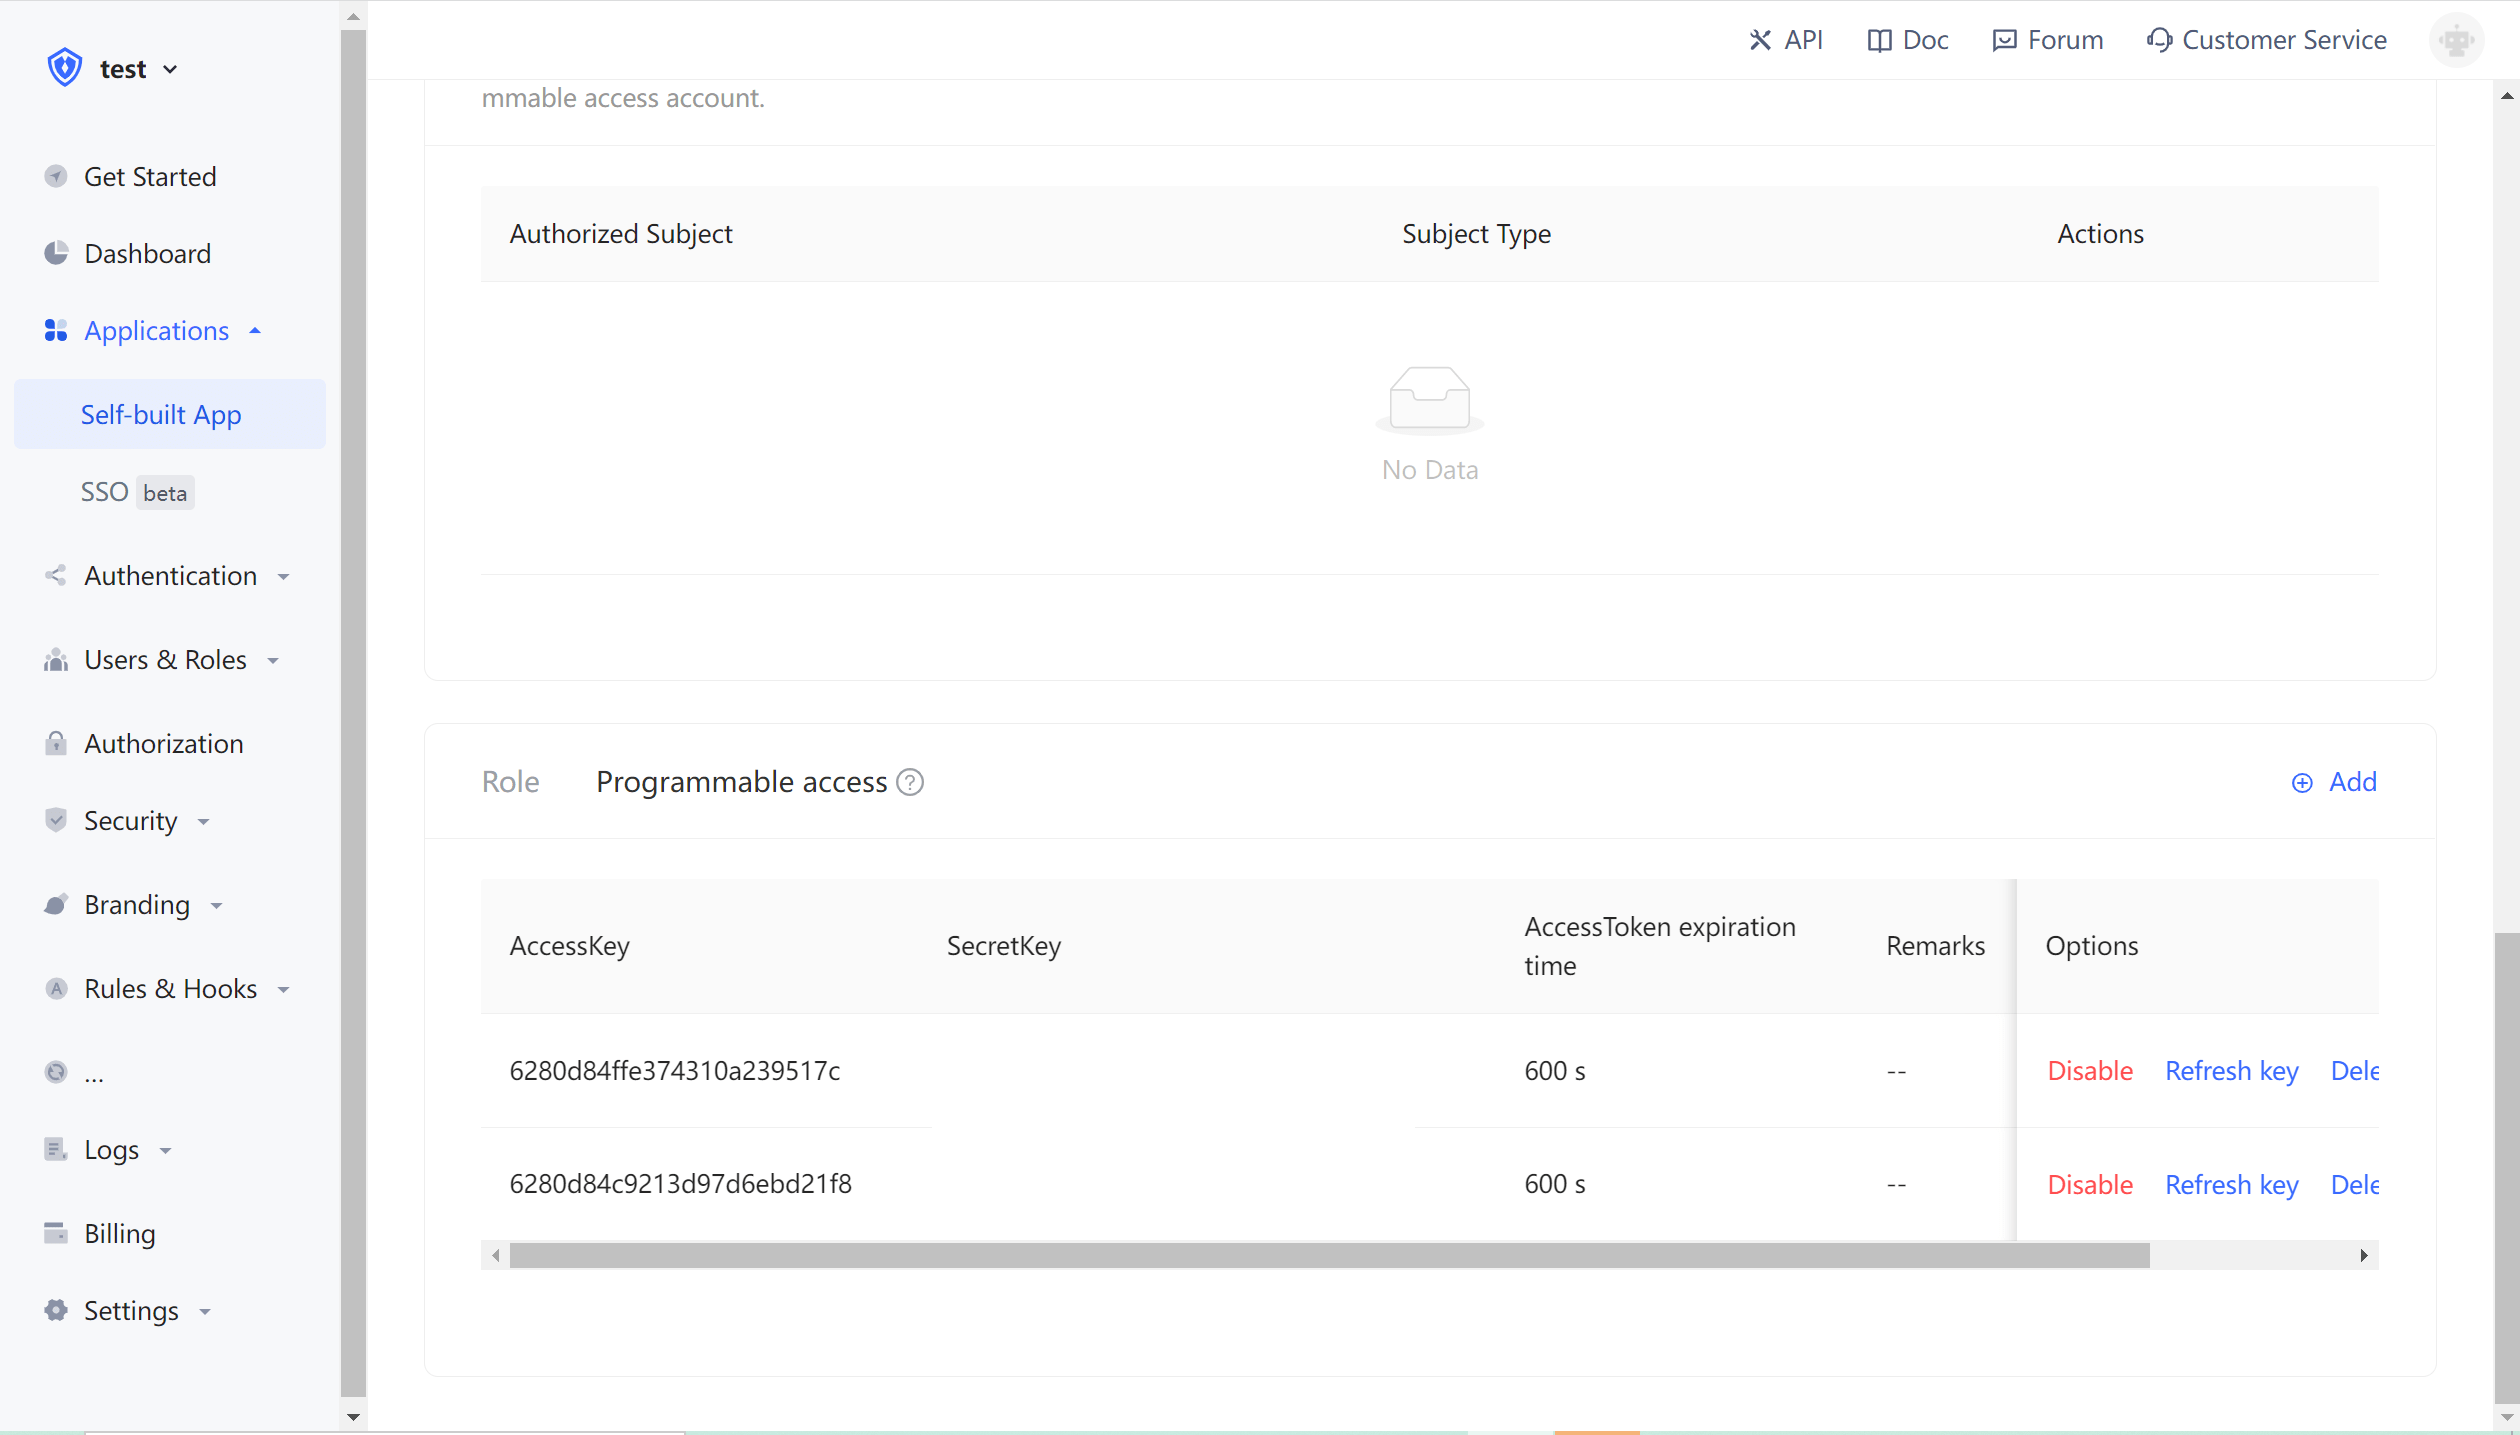 test
API
Doc
Forum
Customer Service
mmable access account.
Get Started
Dashboard
Applications
Self-built App
SSO beta
Authentication
Users & Roles
Authorization
Security
Branding
Rules & Hooks
...
Logs
Billing
Settings
Authorized Subject
Subject Type
Actions
No Data
Role
Programmable access ?
Add
AccessKey
SecretKey
AccessToken expiration
time
Remarks
Options
6280d84ffe374310a239517c
600 s
--
Disable
Refresh key
Dele
6280d84c9213d97d6ebd21f8
600 s
--
Disable
Refresh key
Dele